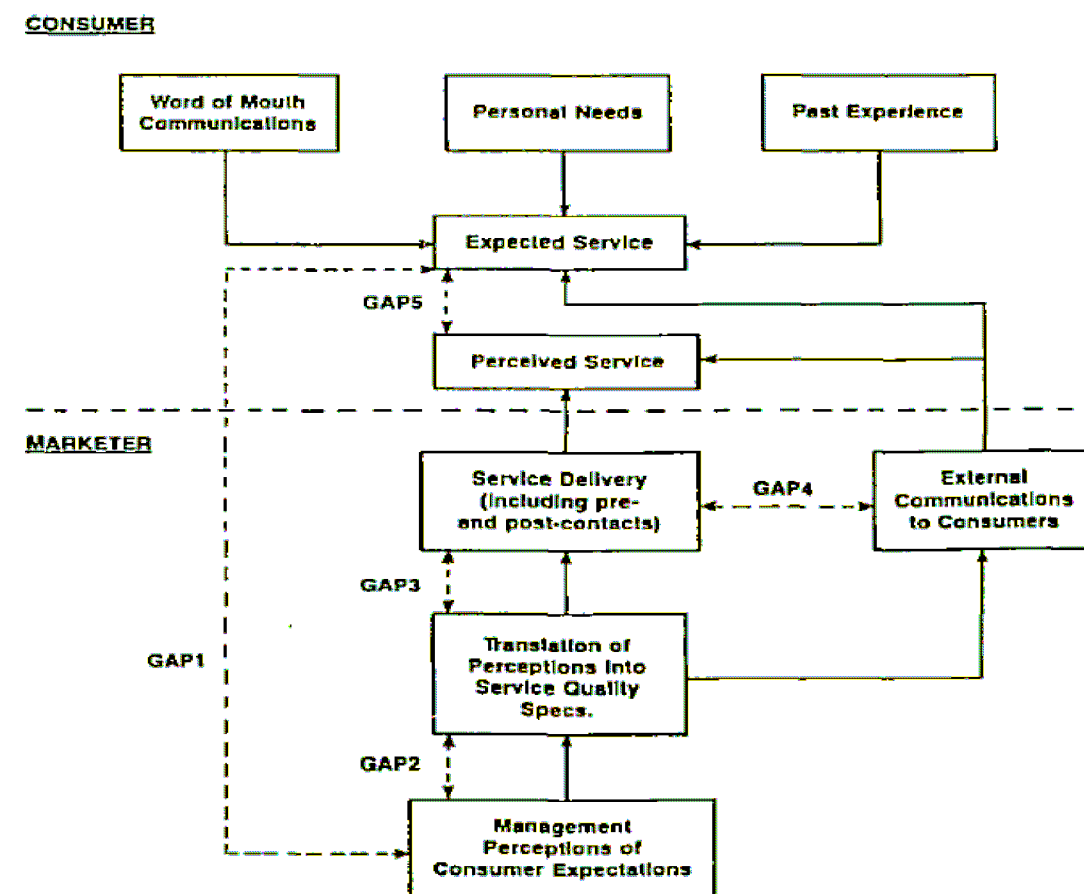 CONSUMER
Word of Mouth
Communications
Personal Needs
Past Experience
Expected Service
GAP5
Perceived Service
MARKETER
Service Delivery
(including pre-
and post-contacts)
GAP4
External
Communications
to Consumers
GAP3
GAP1
Translation of
Perceptions into
Service Quality
Specs.
GAP2
Management
Perceptions of
Consumer Expectations